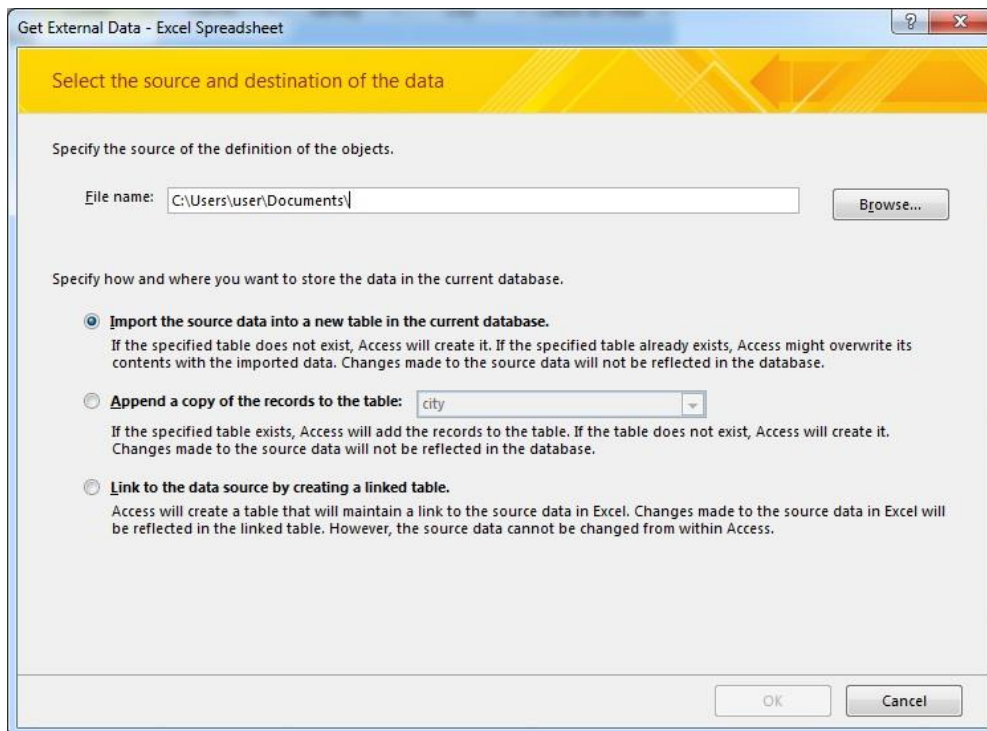 Get External Data - Excel Spreadsheet
Select the source and destination of the data
Specify the source of the definition of the objects.
File name: C:\Users\user\Documents\ Browse...
Specify how and where you want to store the data in the current database.
Import the source data into a new table in the current database.
If the specified table does not exist, Access will create it. If the specified table already exists, Access might overwrite its
contents with the imported data. Changes made to the source data will not be reflected in the database.
Append a copy of the records to the table: city
If the specified table exists, Access will add the records to the table. If the table does not exist, Access will create it.
Changes made to the source data will not be reflected in the database.
Link to the data source by creating a linked table.
Access will create a table that will maintain a link to the source data in Excel. Changes made to the source data in Excel will
be reflected in the linked table. However, the source data cannot be changed from within Access.
OK Cancel